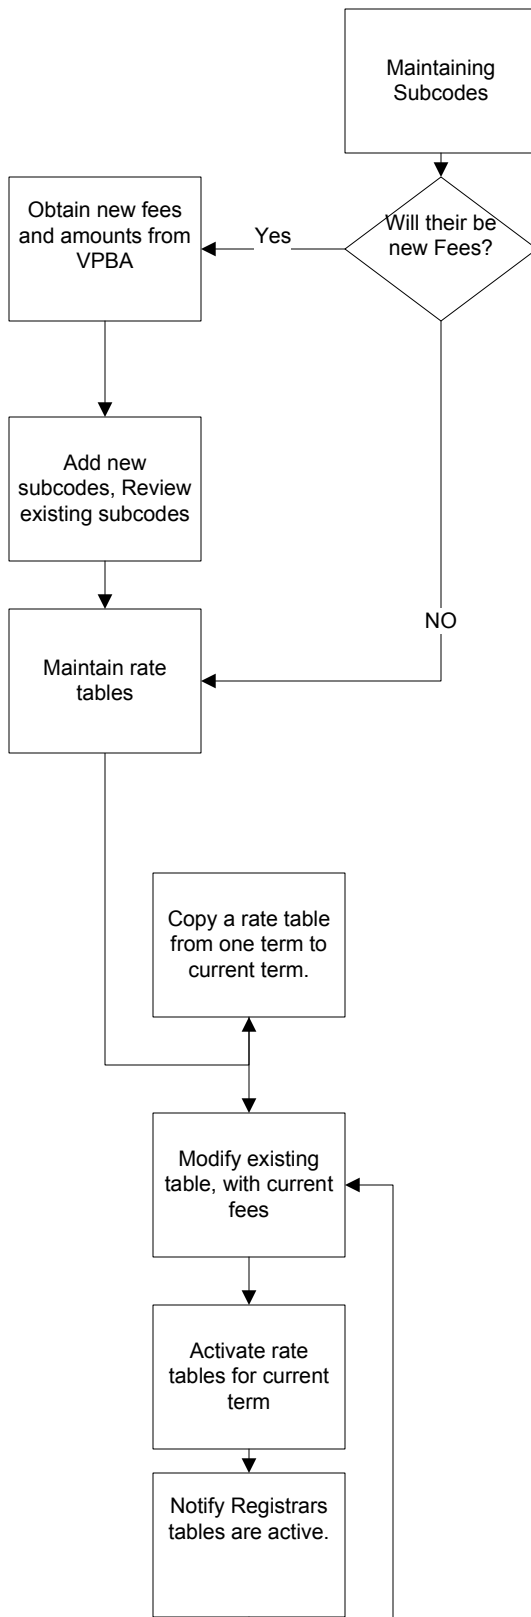 Maintaining
Subcodes
Will their be
new Fees?
Yes
Obtain new fees
and amounts from
VPBA
Add new
subcodes, Review
existing subcodes
NO
Maintain rate
tables
Copy a rate table
from one term to
current term.
Modify existing
table, with current
fees
Activate rate
tables for current
term
Notify Registrars
tables are active.